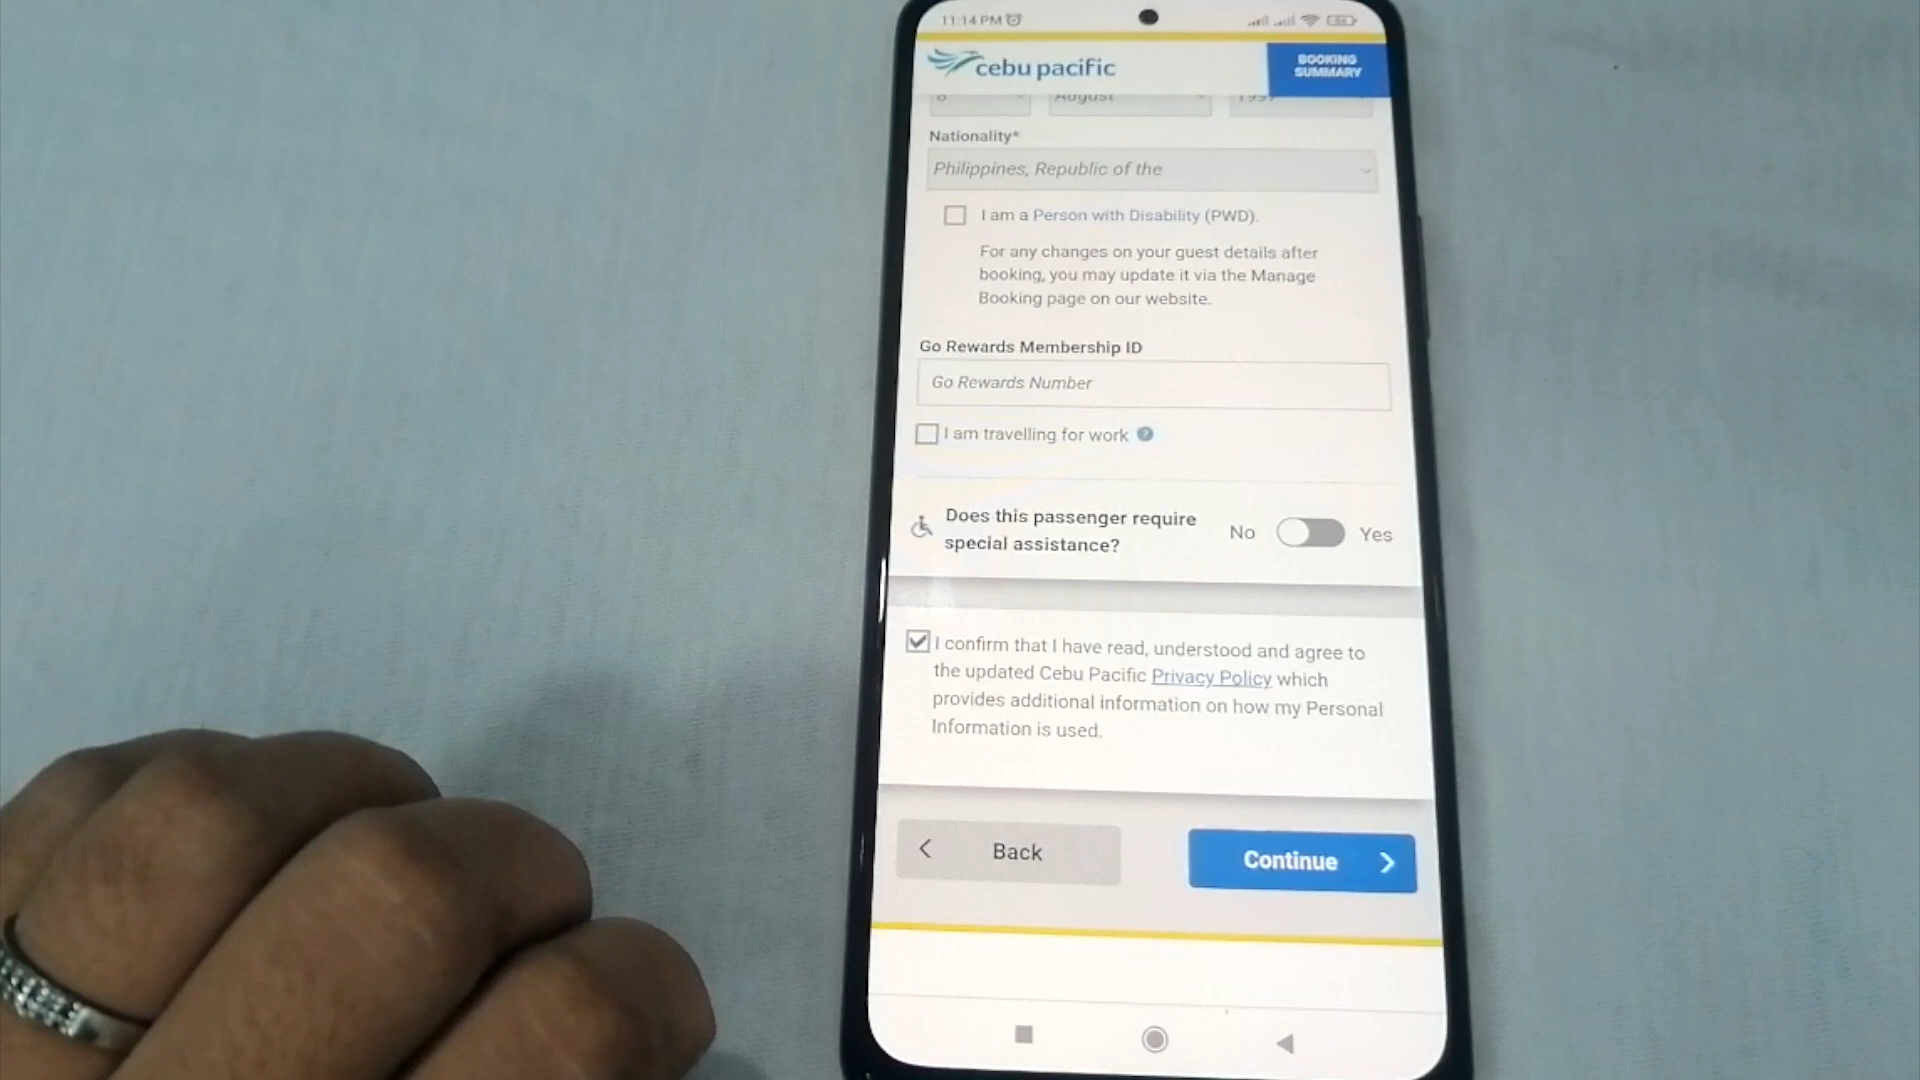 11:14 PM
cebu pacific
BOOKING
SUMMARY
8 August 1997
Nationality*
Philippines, Republic of the
I am a Person with Disability (PWD).
For any changes on your guest details after
booking, you may update it via the Manage
Booking page on our website.
Go Rewards Membership ID
Go Rewards Number
I am travelling for work ?
Does this passenger require
special assistance?
No Yes
I confirm that I have read, understood and agree to
the updated Cebu Pacific Privacy Policy which
provides additional information on how my Personal
Information is used.
Back
Continue